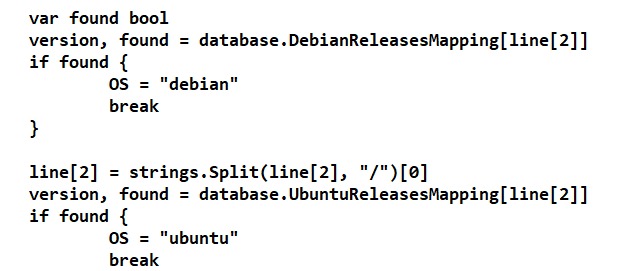 var found bool
version, found = database.DebianReleasesMapping[line[2]]
if found {
        OS = "debian"
        break
}

line[2] = strings.Split(line[2], "/")[0]
version, found = database.UbuntuReleasesMapping[line[2]]
if found {
        OS = "ubuntu"
        break